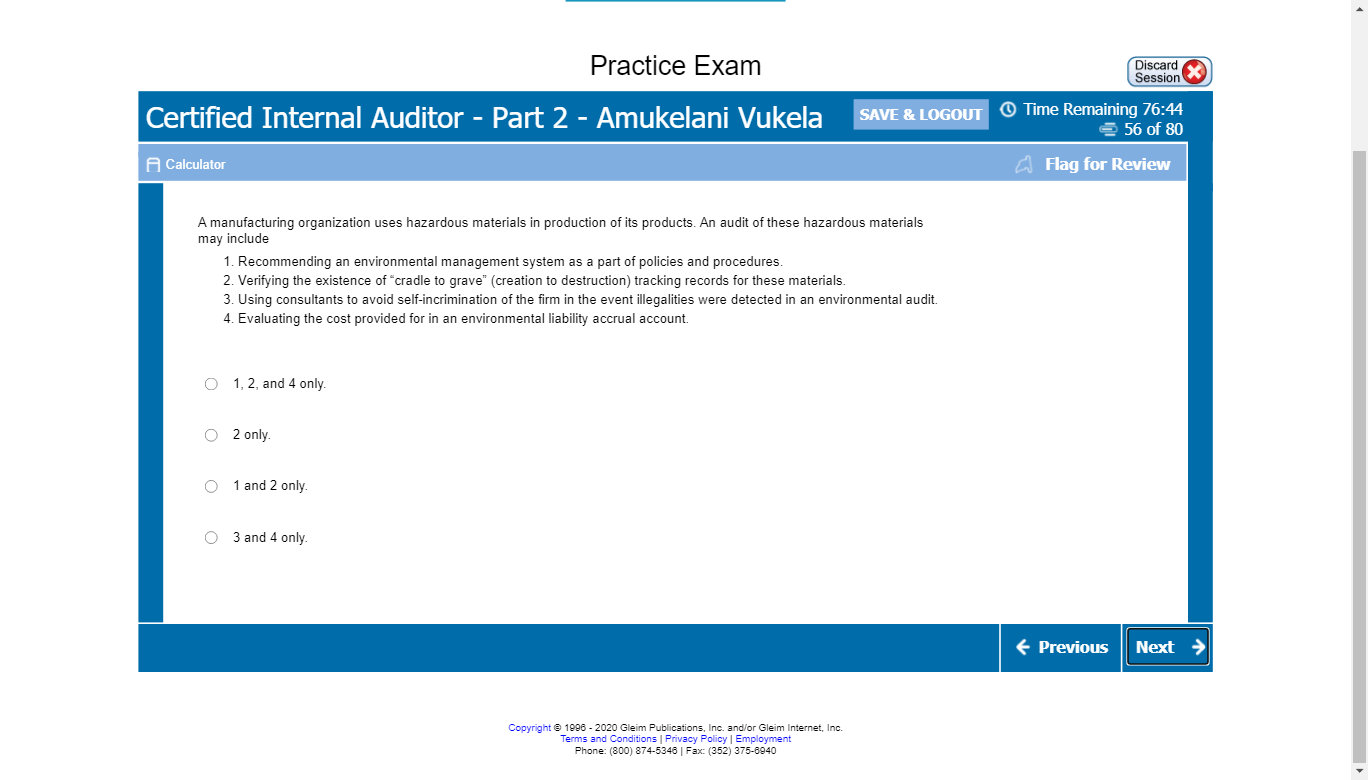 Practice Exam
Discard
Session
Certified Internal Auditor - Part 2 - Amukelani Vukela
SAVE & LOGOUT
Time Remaining 76:44
56 of 80
Calculator
Flag for Review
A manufacturing organization uses hazardous materials in production of its products. An audit of these hazardous materials
may include
1. Recommending an environmental management system as a part of policies and procedures.
2. Verifying the existence of “cradle to grave” (creation to destruction) tracking records for these materials.
3. Using consultants to avoid self-incrimination of the firm in the event illegalities were detected in an environmental audit.
4. Evaluating the cost provided for in an environmental liability accrual account.
1, 2, and 4 only.
2 only.
1 and 2 only.
3 and 4 only.
Previous
Next
Copyright © 1996 - 2020 Gleim Publications, Inc. and/or Gleim Internet, Inc.
Terms and Conditions | Privacy Policy | Employment
Phone: (800) 874-5346 | Fax: (352) 375-6940